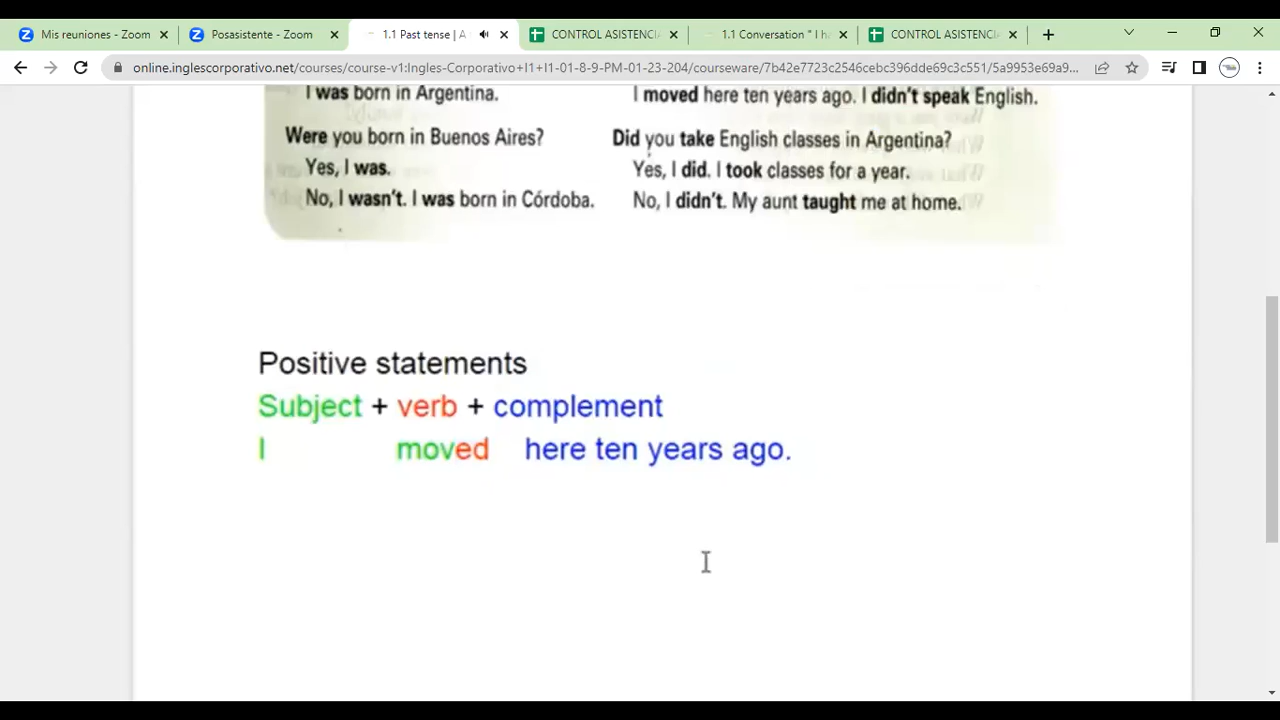 Mis reuniones - Zoom
Posasistente - Zoom
1.1 Past tense | A
CONTROL ASISTENCI
1.1 Conversation " I h
CONTROL ASISTENCI
online.inglescorporativo.net/courses/course-v1:Ingles-Corporativo+I1+I1-01-8-9-PM-01-23-204/courseware/7b42e7723c2546cebc396dde69c3c551/5a9953e69a9...
I was born in Argentina.
I moved here ten years ago. I didn't speak English.
Were you born in Buenos Aires?
Did you take English classes in Argentina?
Yes, I was.
Yes, I did. I took classes for a year.
No, I wasn't. I was born in Córdoba.
No, I didn't. My aunt taught me at home.
Positive statements
Subject + verb + complement
I moved here ten years ago.